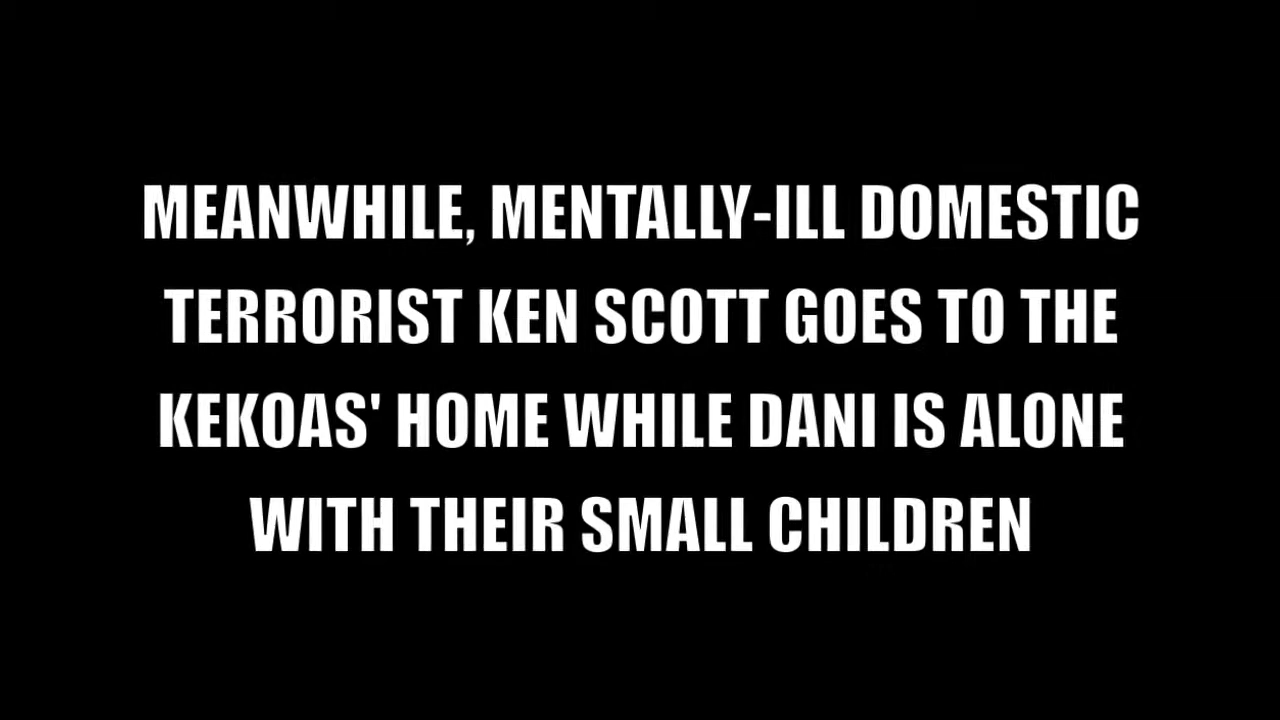 MEANWHILE, MENTALLY-ILL DOMESTIC
TERRORIST KEN SCOTT GOES TO THE
KEKOAS' HOME WHILE DANI IS ALONE
WITH THEIR SMALL CHILDREN